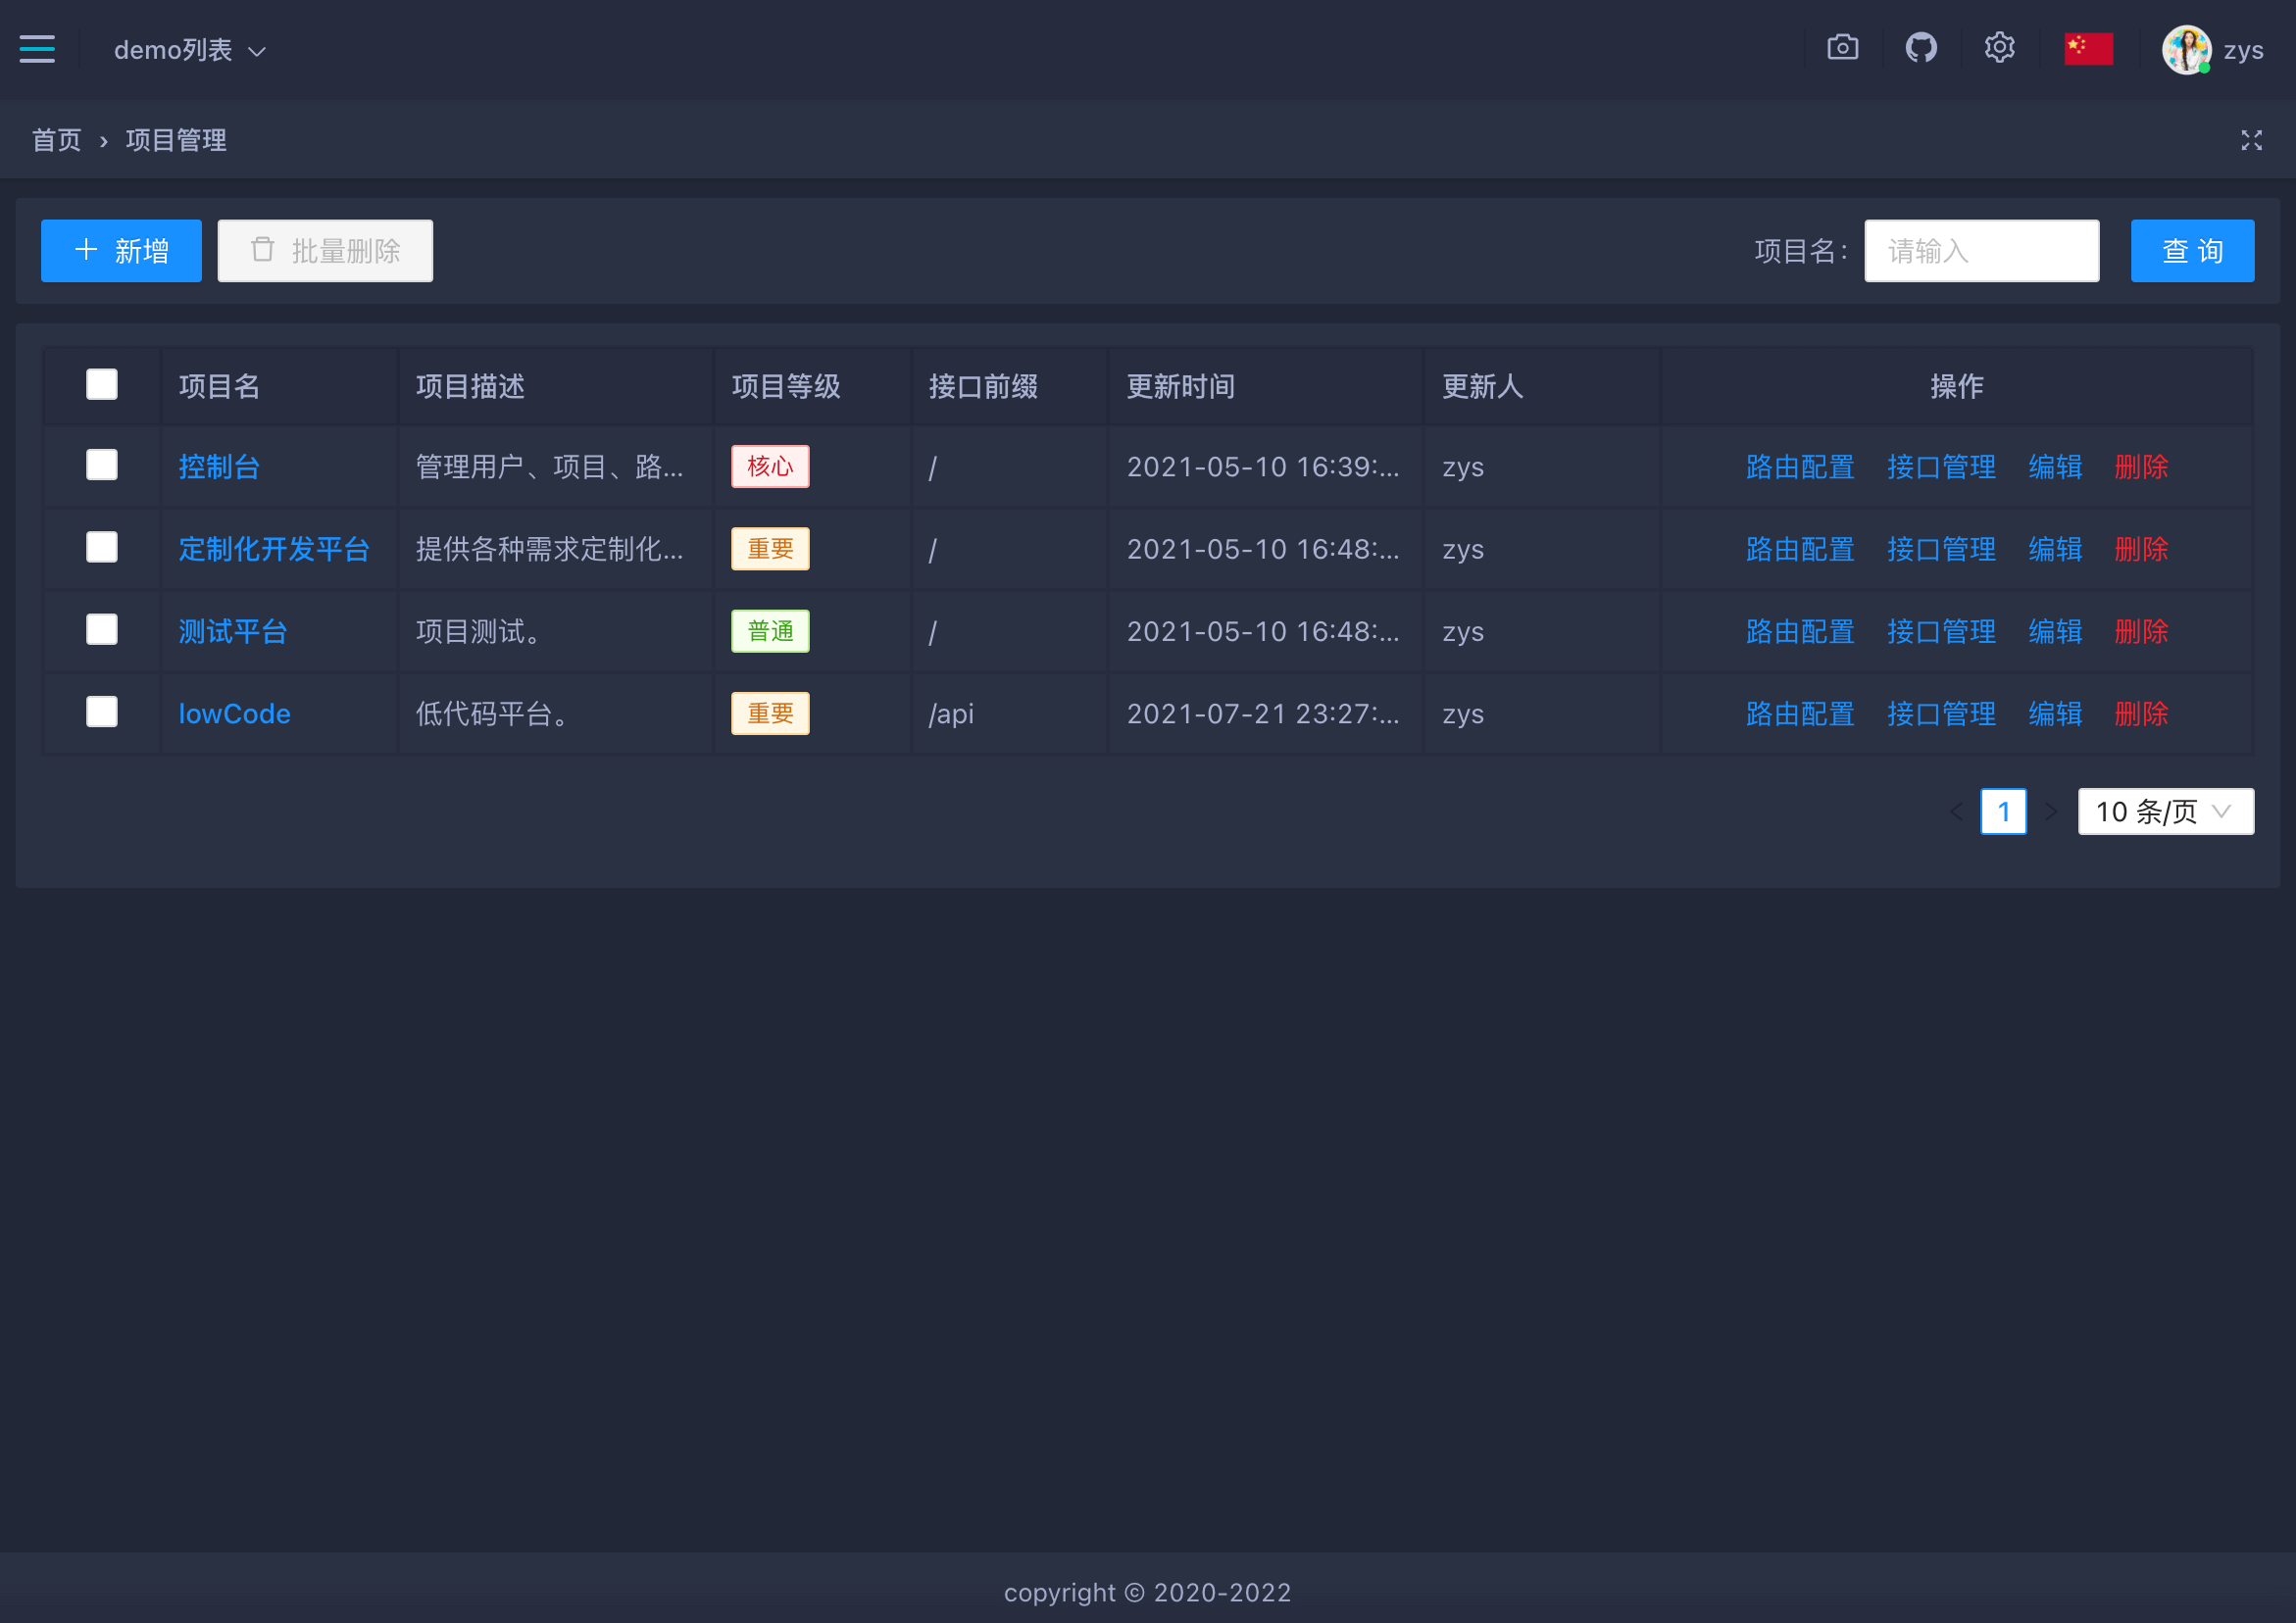 demo列表 zys
首页 › 项目管理
新增 批量删除 项目名: 请输入 查 询
项目名 项目描述 项目等级 接口前缀 更新时间 更新人 操作
控制台 管理用户、项目、路... 核心 / 2021-05-10 16:39:... zys 路由配置 接口管理 编辑 删除
定制化开发平台 提供各种需求定制化... 重要 / 2021-05-10 16:48:... zys 路由配置 接口管理 编辑 删除
测试平台 项目测试。 普通 / 2021-05-10 16:48:... zys 路由配置 接口管理 编辑 删除
lowCode 低代码平台。 重要 /api 2021-07-21 23:27:... zys 路由配置 接口管理 编辑 删除
1 10 条/页
copyright © 2020-2022